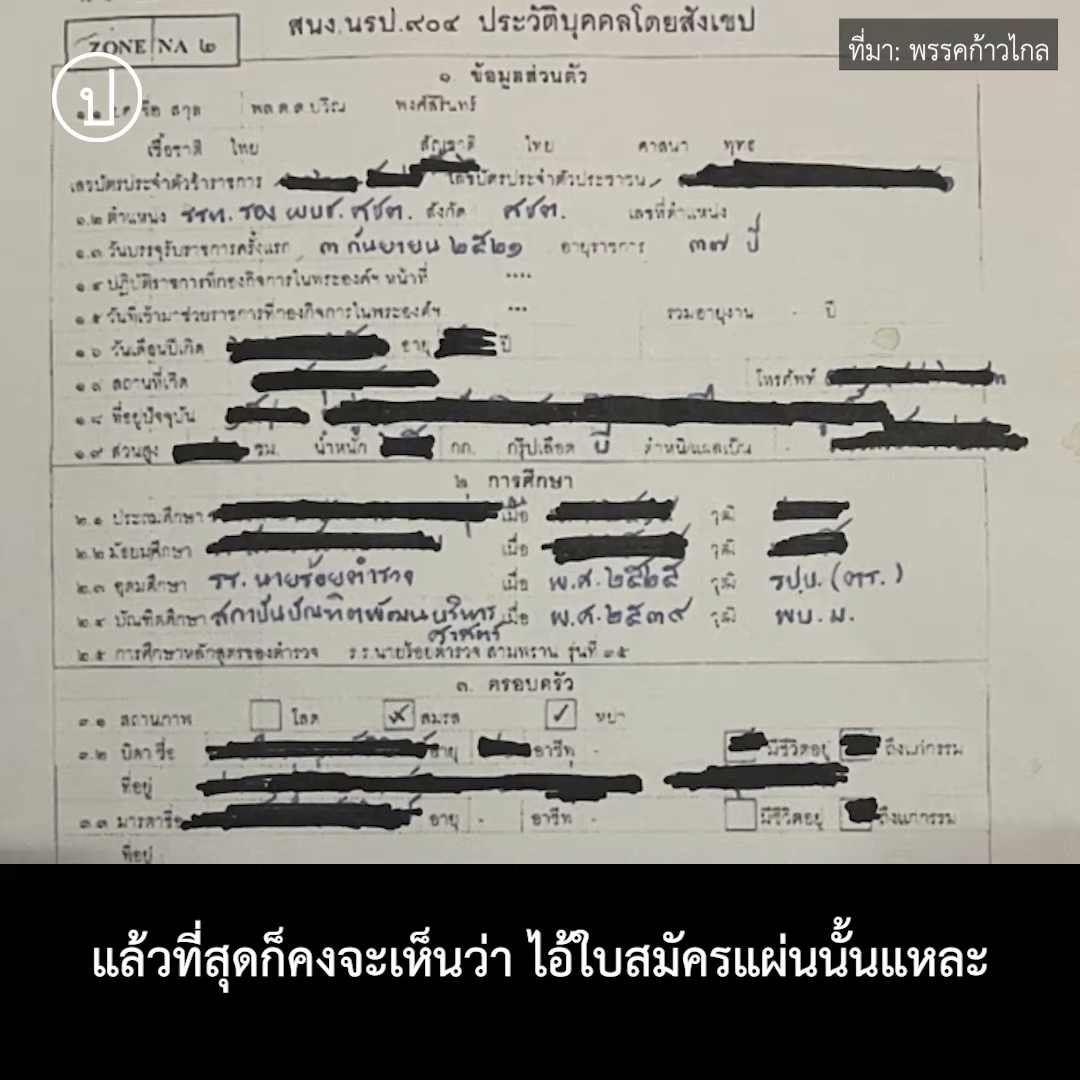 สนง.นรป.๙๐๔ ประวัติบุคคลโดยสังเขป
ZONE NA ๒
ที่มา: พรรคก้าวไกล
ป
๑. ข้อมูลส่วนตัว
ชื่อ สกุล พล.ต.ต.ปวีณ พงศ์สิรินทร์
เชื้อชาติ ไทย สัญชาติ ไทย ศาสนา พุทธ
เลขบัตรประจำตัวข้าราชการ เลขบัตรประจำตัวประชาชน
๑.๒ ตำแหน่ง รรท. รอง ผบช. ศชต. สังกัด ศชต. เลขที่ตำแหน่ง
๑.๓ วันบรรจุรับราชการครั้งแรก ๓ กันยายน ๒๕๒๑ อายุราชการ ๓๗ ปี
๑.๔ ปฏิบัติราชการที่กองกิจการในพระองค์ฯ หน้าที่ ....
๑.๕ วันที่เข้ามาช่วยราชการที่กองกิจการในพระองค์ฯ ... รวมอายุงาน - ปี
๑.๖ วันเดือนปีเกิด อายุ ปี
๑.๗ สถานที่เกิด โทรศัพท์
๑.๘ ที่อยู่ปัจจุบัน
๑.๙ ส่วนสูง ซม. น้ำหนัก กก. กรุ๊ปเลือด บี ตำหนิแผลเป็น -
๒. การศึกษา
๒.๑ ประถมศึกษา เมื่อ วุฒิ
๒.๒ มัธยมศึกษา เมื่อ วุฒิ
๒.๓ อุดมศึกษา รร. นายร้อยตำรวจ เมื่อ พ.ศ. ๒๕๒๕ วุฒิ รป.บ. (ตร.)
๒.๔ บัณฑิตศึกษา สถาบันบัณฑิตพัฒนบริหารศาสตร์ เมื่อ พ.ศ. ๒๕๓๙ วุฒิ พบ.ม.
๒.๕ การศึกษาหลักสูตรของตำรวจ ร.ร.นายร้อยตำรวจ สามพราน รุ่นที่ ๓๕
๓. ครอบครัว
๓.๑ สถานภาพ โสด สมรส หย่า
๓.๒ บิดา ชื่อ อายุ อาชีพ - มีชีวิตอยู่ ถึงแก่กรรม
ที่อยู่
๓.๓ มารดาชื่อ อายุ - อาชีพ - มีชีวิตอยู่ ถึงแก่กรรม
ที่อยู่
แล้วที่สุดก็คงจะเห็นว่า ไอ้ใบสมัครแผ่นนั้นแหละ